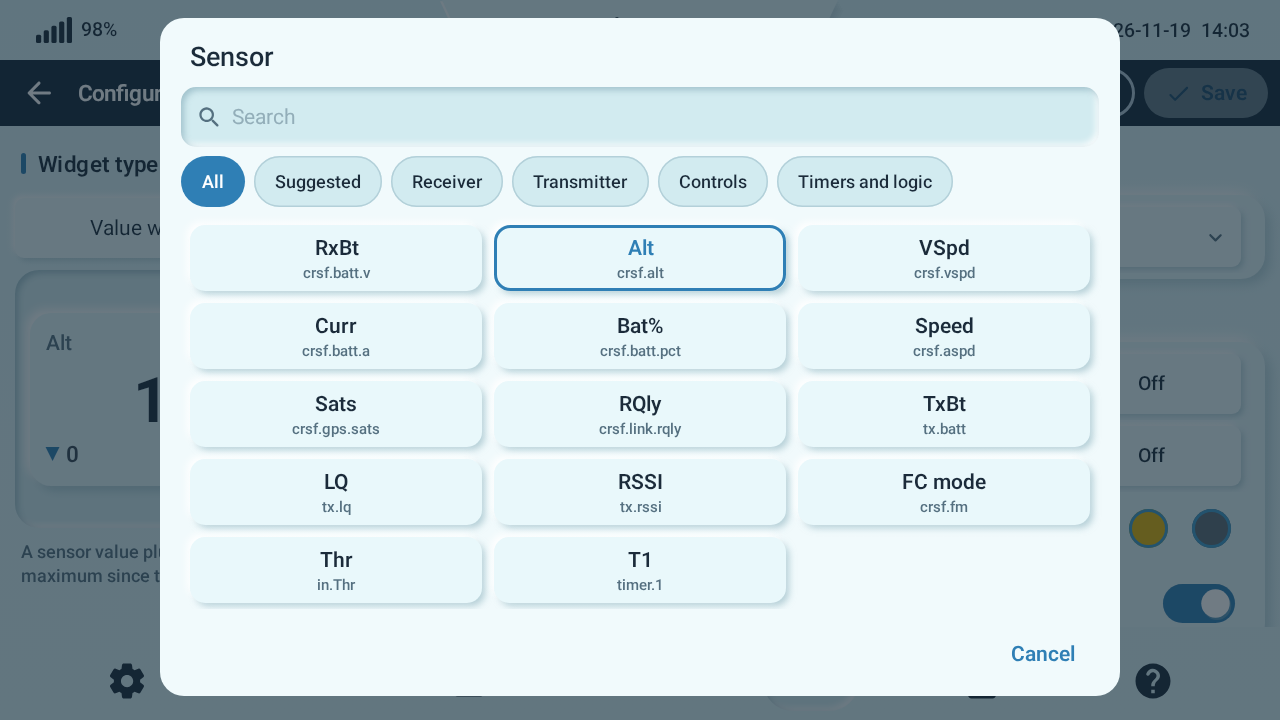 98%
26-11-19 14:03
Sensor
Configur
Save
Search
All
Suggested
Receiver
Transmitter
Controls
Timers and logic
Widget type
Value w
RxBt
crsf.batt.v
Alt
crsf.alt
VSpd
crsf.vspd
Curr
crsf.batt.a
Bat%
crsf.batt.pct
Speed
crsf.aspd
Sats
crsf.gps.sats
RQly
crsf.link.rqly
TxBt
tx.batt
LQ
tx.lq
RSSI
tx.rssi
FC mode
crsf.fm
Thr
in.Thr
T1
timer.1
Alt
1
0
Off
Off
A sensor value plu
maximum since t
Cancel